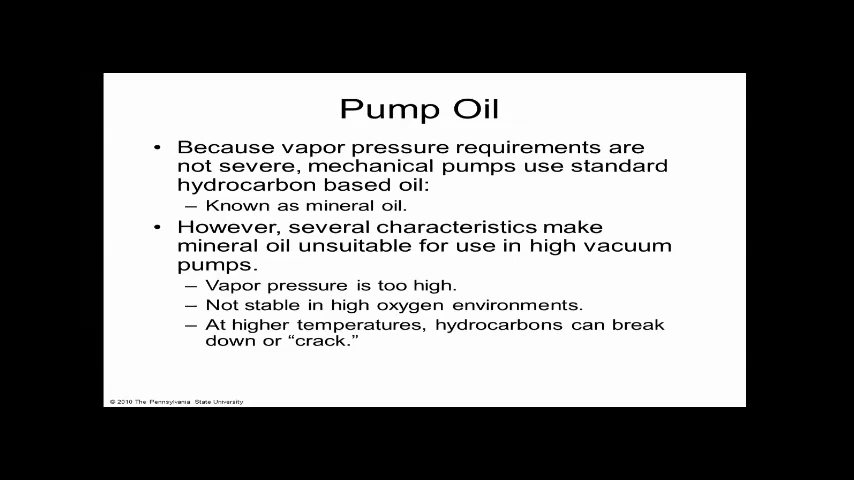 Pump Oil
• Because vapor pressure requirements are
not severe, mechanical pumps use standard
hydrocarbon based oil:
– Known as mineral oil.
• However, several characteristics make
mineral oil unsuitable for use in high vacuum
pumps.
– Vapor pressure is too high.
– Not stable in high oxygen environments.
– At higher temperatures, hydrocarbons can break
down or “crack.”
© 2010 The Pennsylvania State University